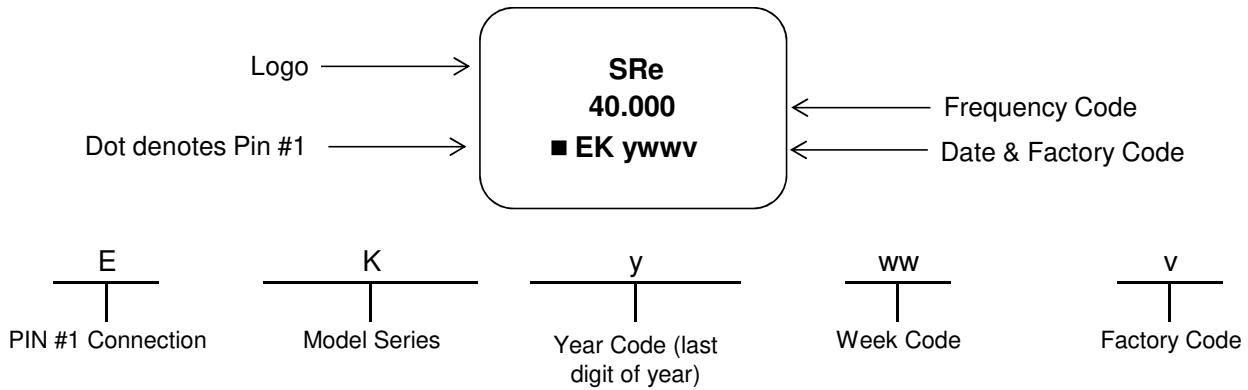 Logo
SRe
40.000
Frequency Code
Dot denotes Pin #1
■ EK ywwv
Date & Factory Code
E K y ww v
PIN #1 Connection Model Series Year Code (last Week Code Factory Code
digit of year)